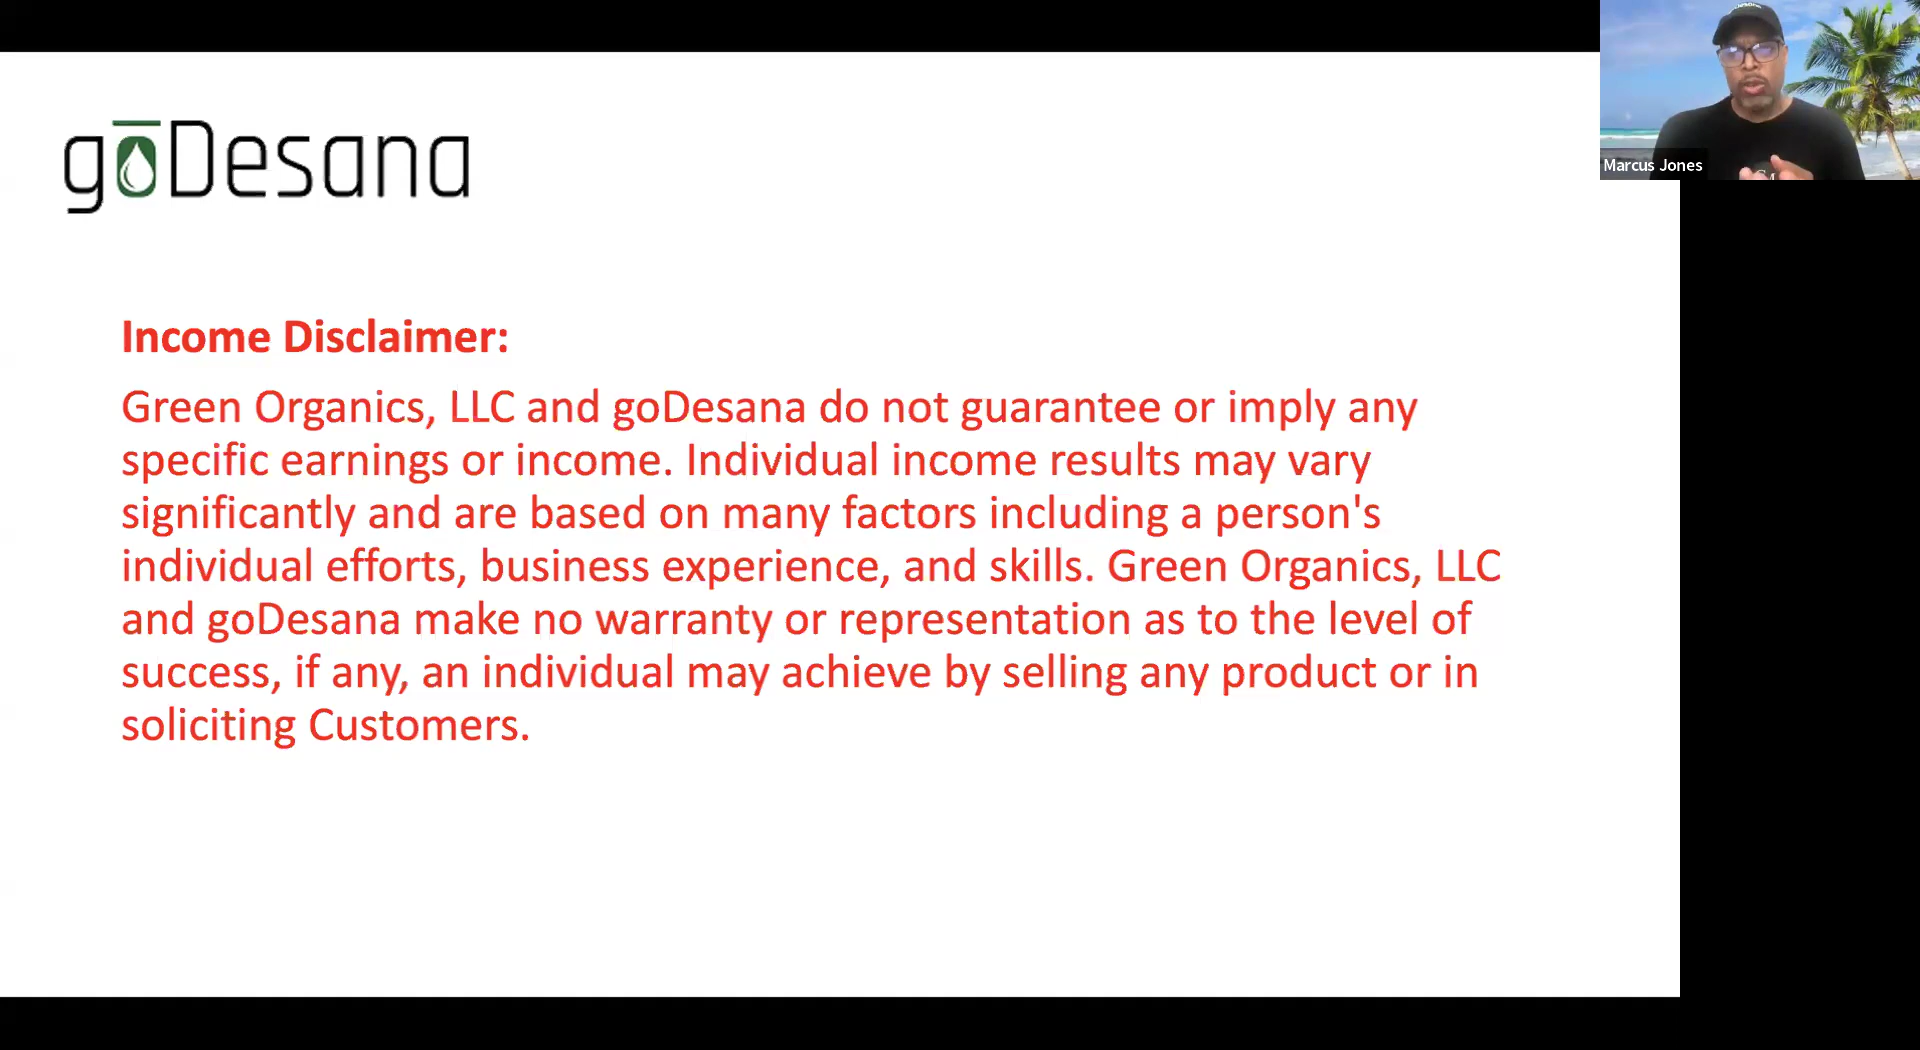 gōDesana
Marcus Jones
Income Disclaimer:
Green Organics, LLC and goDesana do not guarantee or imply any
specific earnings or income. Individual income results may vary
significantly and are based on many factors including a person's
individual efforts, business experience, and skills. Green Organics, LLC
and goDesana make no warranty or representation as to the level of
success, if any, an individual may achieve by selling any product or in
soliciting Customers.